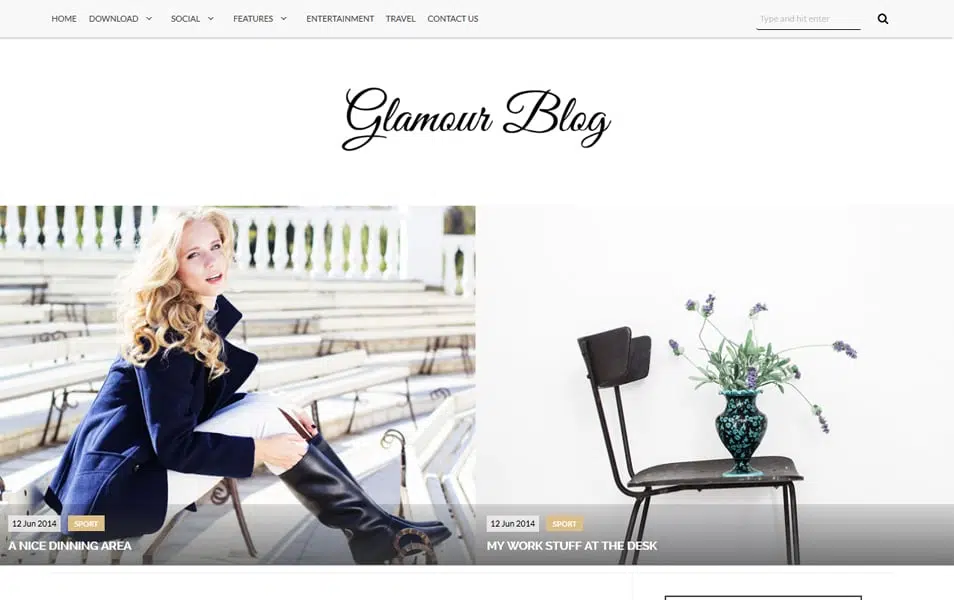 HOME DOWNLOAD SOCIAL FEATURES ENTERTAINMENT TRAVEL CONTACT US Type and hit enter
Glamour Blog
12 Jun 2014 SPORT
A NICE DINNING AREA
12 Jun 2014 SPORT
MY WORK STUFF AT THE DESK